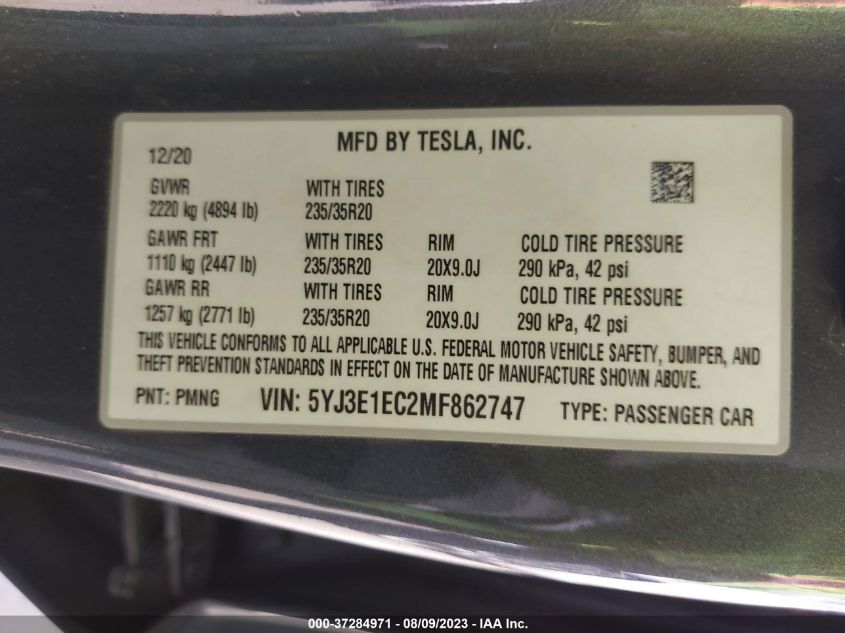 MFD BY TESLA, INC.
12/20
GVWR WITH TIRES
2220 kg (4894 lb) 235/35R20
GAWR FRT WITH TIRES RIM COLD TIRE PRESSURE
1110 kg (2447 lb) 235/35R20 20X9.0J 290 kPa, 42 psi
GAWR RR WITH TIRES RIM COLD TIRE PRESSURE
1257 kg (2771 lb) 235/35R20 20X9.0J 290 kPa, 42 psi
THIS VEHICLE CONFORMS TO ALL APPLICABLE U.S. FEDERAL MOTOR VEHICLE SAFETY, BUMPER, AND
THEFT PREVENTION STANDARDS IN EFFECT ON THE DATE OF MANUFACTURE SHOWN ABOVE.
PNT: PMNG VIN: 5YJ3E1EC2MF862747 TYPE: PASSENGER CAR
000-37284971 - 08/09/2023 - IAA Inc.